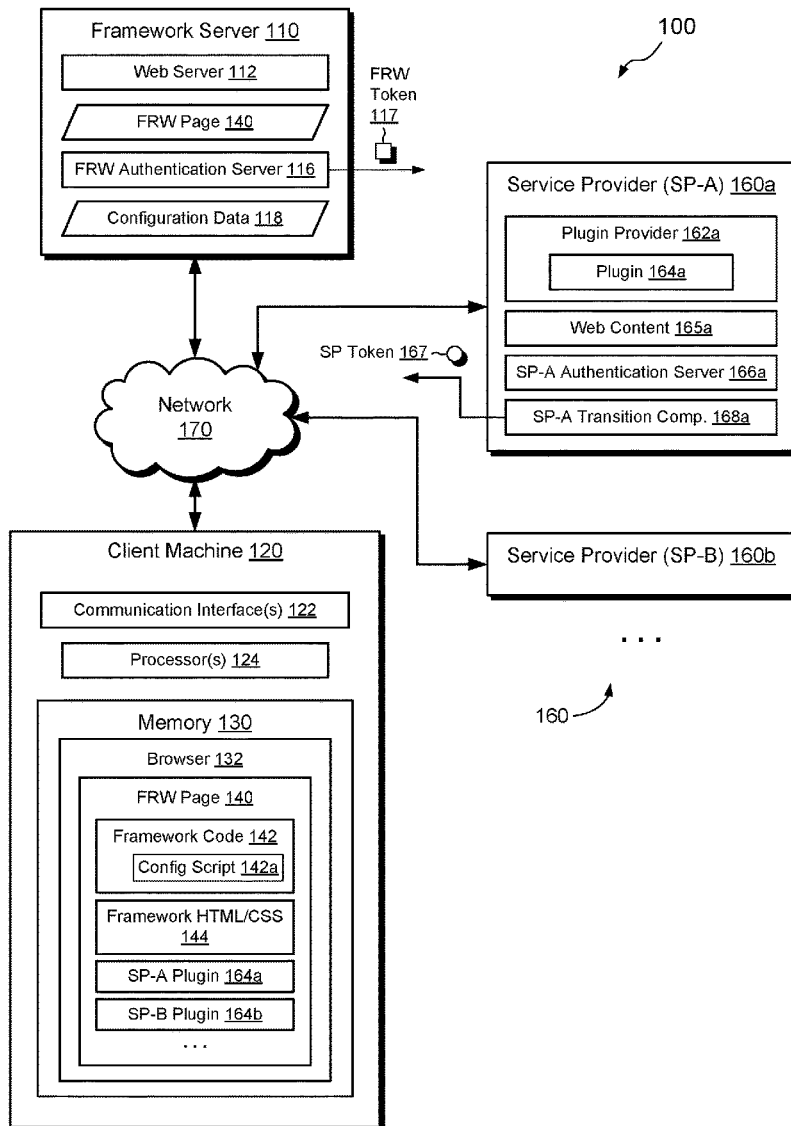 Framework Server 110
Web Server 112
FRW Page 140
FRW Authentication Server 116
Configuration Data 118
FRW
Token
117
100
Service Provider (SP-A) 160a
Plugin Provider 162a
Plugin 164a
Web Content 165a
SP-A Authentication Server 166a
SP-A Transition Comp. 168a
SP Token 167
Network
170
Client Machine 120
Communication Interface(s) 122
Processor(s) 124
Memory 130
Browser 132
FRW Page 140
Framework Code 142
Config Script 142a
Framework HTML/CSS
144
SP-A Plugin 164a
SP-B Plugin 164b
. . .
Service Provider (SP-B) 160b
. . .
160